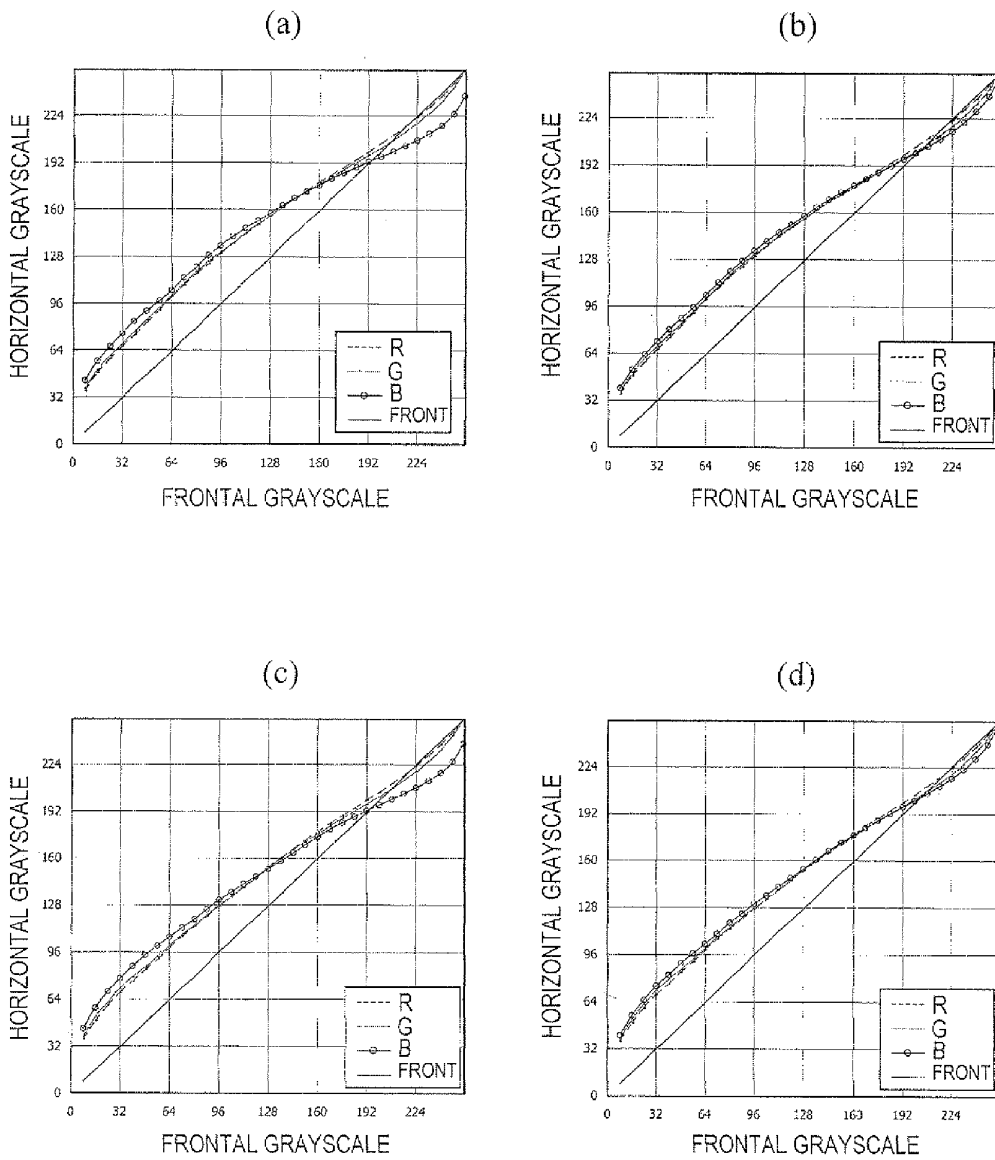 (a)
HORIZONTAL GRAYSCALE
224
192
160
128
96
64
32
0
0 32 64 96 128 160 192 224
FRONTAL GRAYSCALE
R
G
B
FRONT
(b)
HORIZONTAL GRAYSCALE
224
192
160
128
96
64
32
0
0 32 64 96 128 160 192 224
FRONTAL GRAYSCALE
R
G
B
FRONT
(c)
HORIZONTAL GRAYSCALE
224
192
160
128
96
64
32
0
0 32 64 96 128 160 192 224
FRONTAL GRAYSCALE
R
G
B
FRONT
(d)
HORIZONTAL GRAYSCALE
224
192
160
128
96
64
32
0
0 32 64 96 128 163 192 224
FRONTAL GRAYSCALE
R
G
B
FRONT